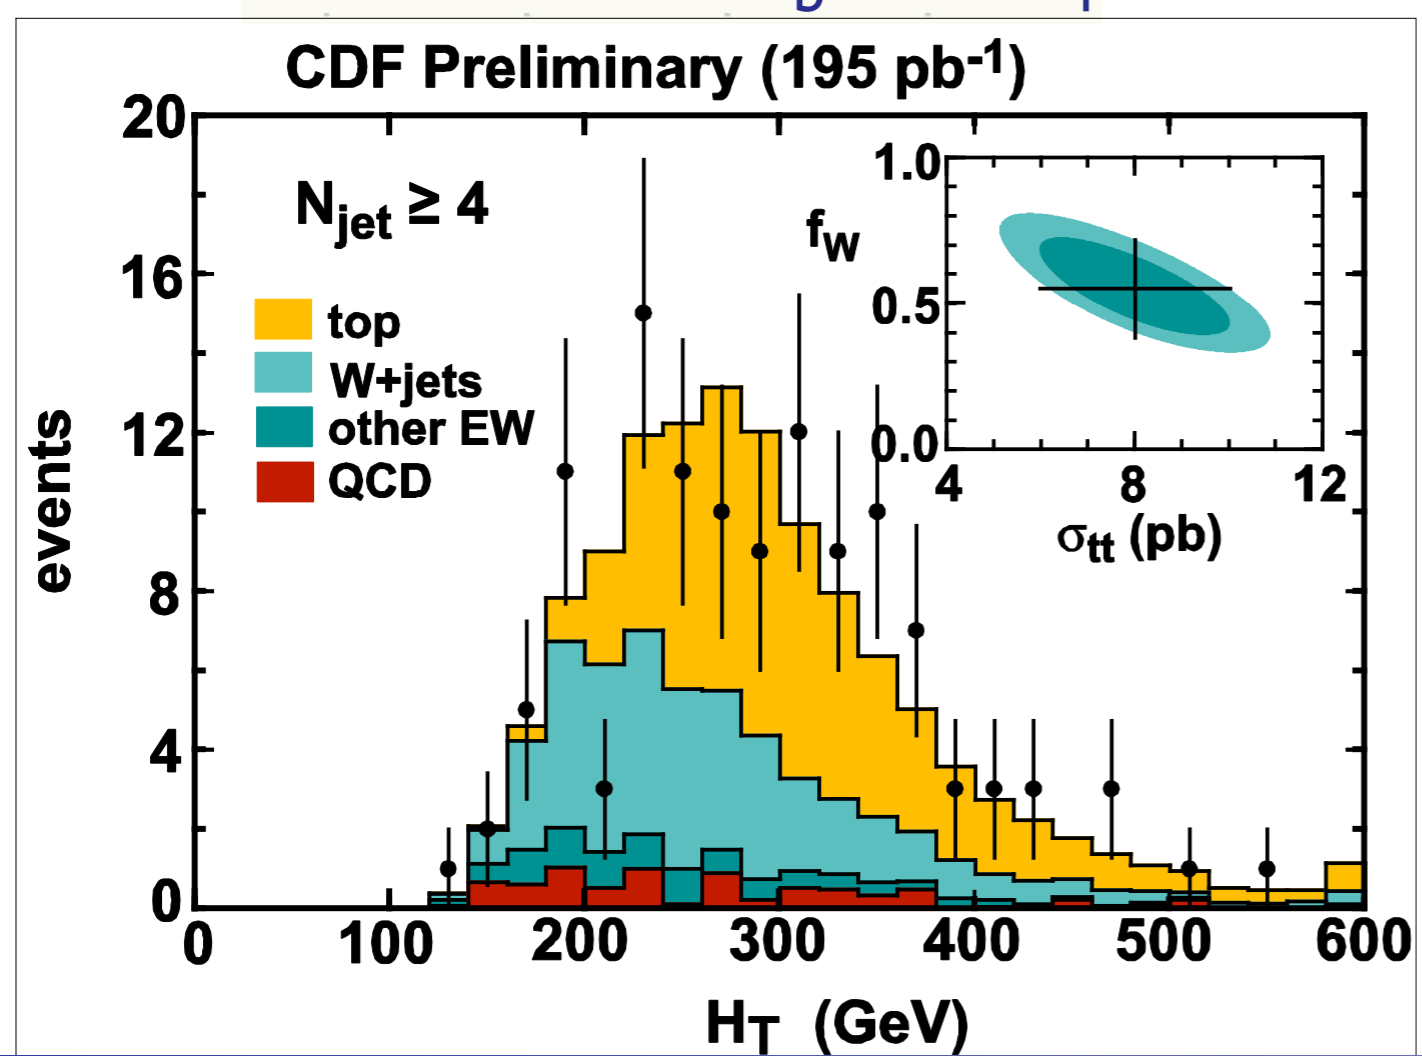 CDF Preliminary (195 pb-1)
20
16
12
8
4
0
events
Njet ≥ 4
top
W+jets
other EW
QCD
fW
1.0
0.5
0.0
4 8 12
σtt (pb)
0 100 200 300 400 500 600
HT (GeV)